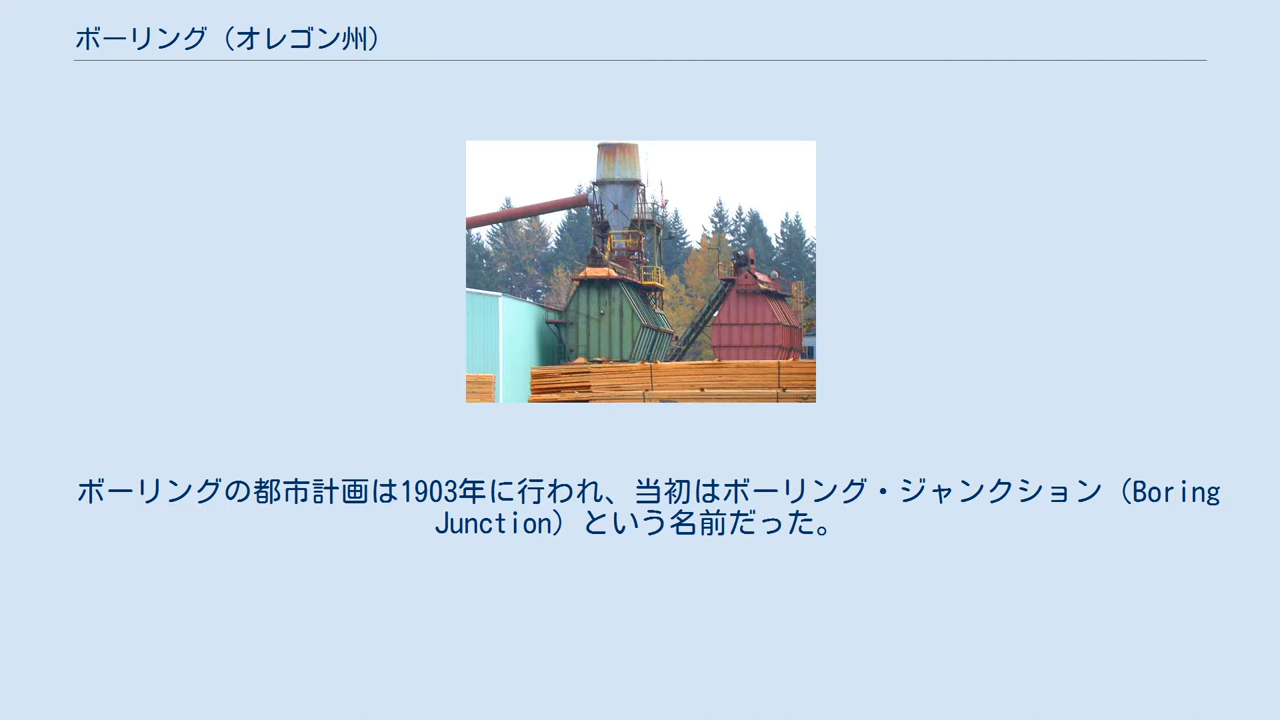 ボーリング（オレゴン州）
ボーリングの都市計画は1903年に行われ、当初はボーリング・ジャンクション（Boring
Junction）という名前だった。